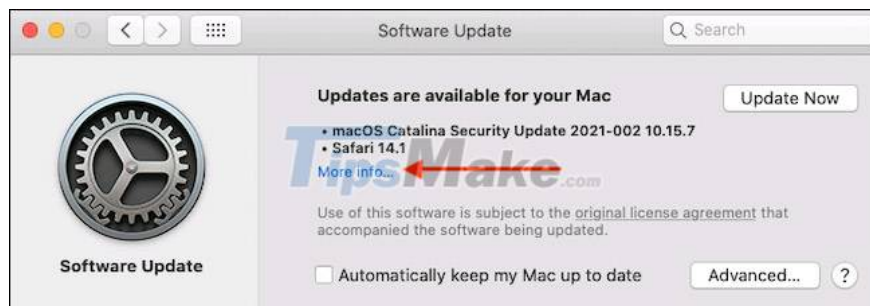 Software Update
Search
Updates are available for your Mac
Update Now
• macOS Catalina Security Update 2021-002 10.15.7
• Safari 14.1
More info...
TipsMake.com
Use of this software is subject to the original license agreement that
accompanied the software being updated.
Software Update
Automatically keep my Mac up to date
Advanced...
?